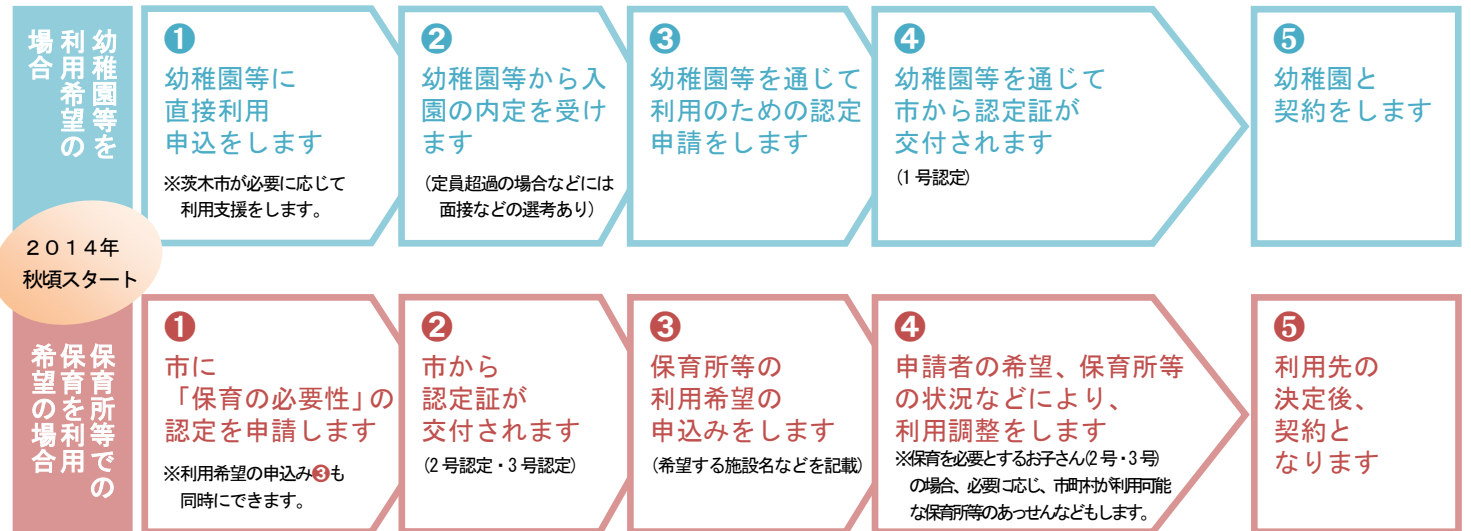 幼稚園等を
利用希望の
場合
❶
幼稚園等に
直接利用
申込をします
※茨木市が必要に応じて
利用支援をします。
❷
幼稚園等から入
園の内定を受け
ます
(定員超過の場合などには
面接などの選考あり)
❸
幼稚園等を通じて
利用のための認定
申請をします
❹
幼稚園等を通じて
市から認定証が
交付されます
(1号認定)
❺
幼稚園と
契約をします
2014年
秋頃スタート
保育所等での
保育を利用
希望の場合
❶
市に
「保育の必要性」の
認定を申請します
※利用希望の申込み❸も
同時にできます。
❷
市から
認定証が
交付されます
(2号認定・3号認定)
❸
保育所等の
利用希望の
申込みをします
(希望する施設名などを記載)
❹
申請者の希望、保育所等
の状況などにより、
利用調整をします
※保育を必要とするお子さん(2号・3号)
の場合、必要に応じ、市町村が利用可能
な保育所等のあっせんなどもします。
❺
利用先の
決定後、
契約と
なります